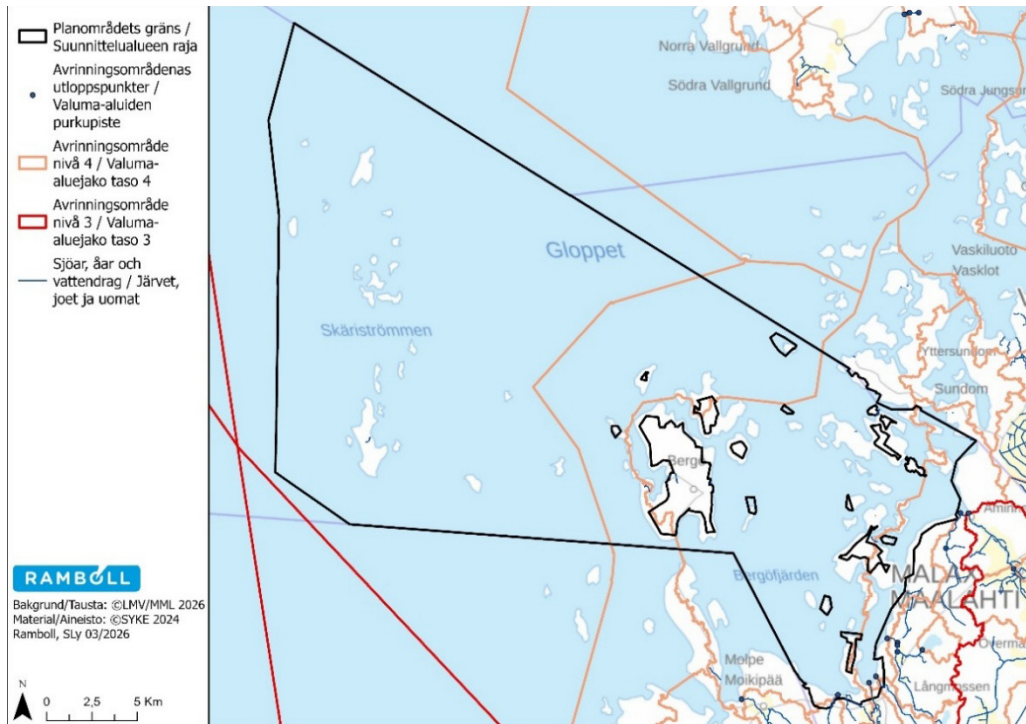 Planområdets gräns /
Suunnittelualueen raja
Avrinningsområdenas
utloppspunkter /
Valuma-aluiden
purkupiste
Avrinningsområde
nivå 4 / Valuma-
aluejako taso 4
Avrinningsområde
nivå 3 / Valuma-
aluejako taso 3
Sjöar, åar och
vattendrag / Järvet,
joet ja uomat
RAMBOLL
Bakgrund/Tausta: ©LMV/MML 2026
Material/Aineisto: ©SYKE 2024
Ramboll, SLy 03/2026
N
0 2,5 5 Km
Norra Vallgrund
Södra Vallgrund
Södra
Gloppet
Vaskiluoto
Vasklot
Skäriströmmen
Yttersundom
Sundom
Bergö
Bergöfjärden
MALAX
MAALAHTI
Molpe
Moikipää
Långmossen